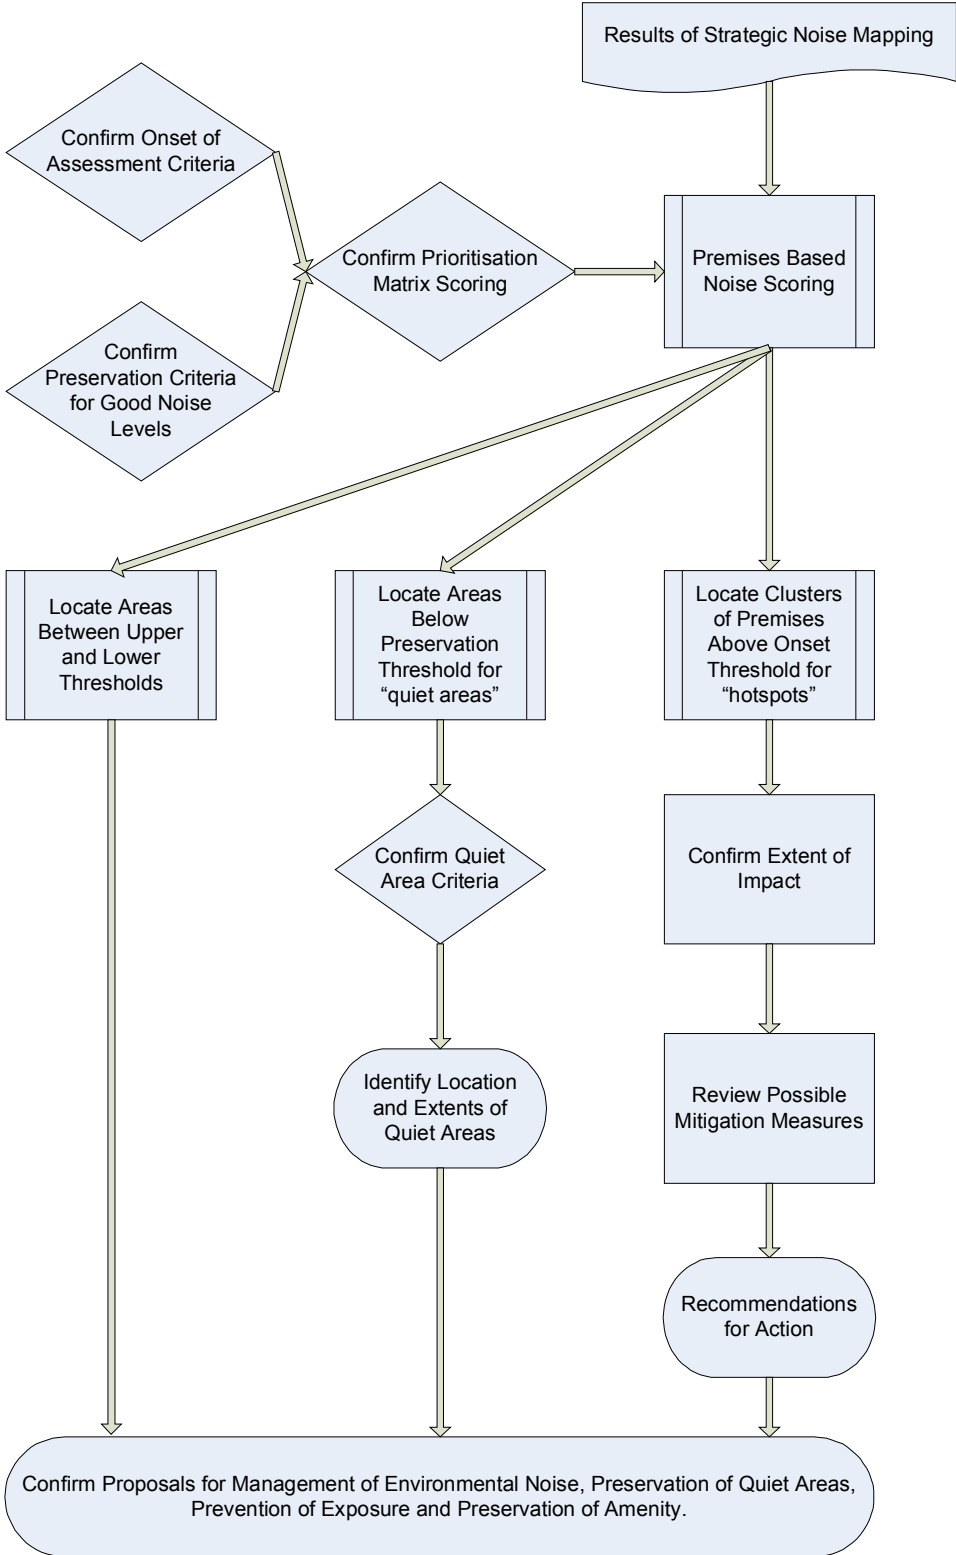 Results of Strategic Noise Mapping
Confirm Onset of
Assessment Criteria
Confirm Prioritisation
Matrix Scoring
Premises Based
Noise Scoring
Confirm
Preservation Criteria
for Good Noise
Levels
Locate Areas
Between Upper
and Lower
Thresholds
Locate Areas
Below
Preservation
Threshold for
“quiet areas”
Locate Clusters
of Premises
Above Onset
Threshold for
“hotspots”
Confirm Quiet
Area Criteria
Confirm Extent of
Impact
Identify Location
and Extents of
Quiet Areas
Review Possible
Mitigation Measures
Recommendations
for Action
Confirm Proposals for Management of Environmental Noise, Preservation of Quiet Areas,
Prevention of Exposure and Preservation of Amenity.